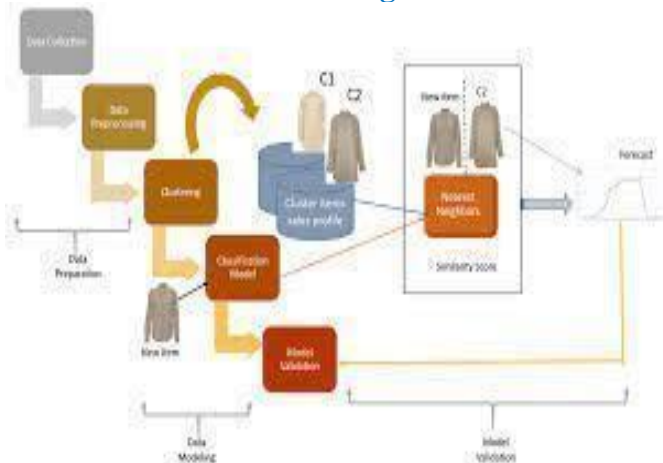 Data Collection
Data
Preprocessing
Clustering
C1
C2
Cluster items
sales profile
New item
C2
Nearest
Neighbors
Similarity Score
Forecast
Data
Preparation
Classification
Model
New item
Model
Validation
Data
Modeling
Model
Validation